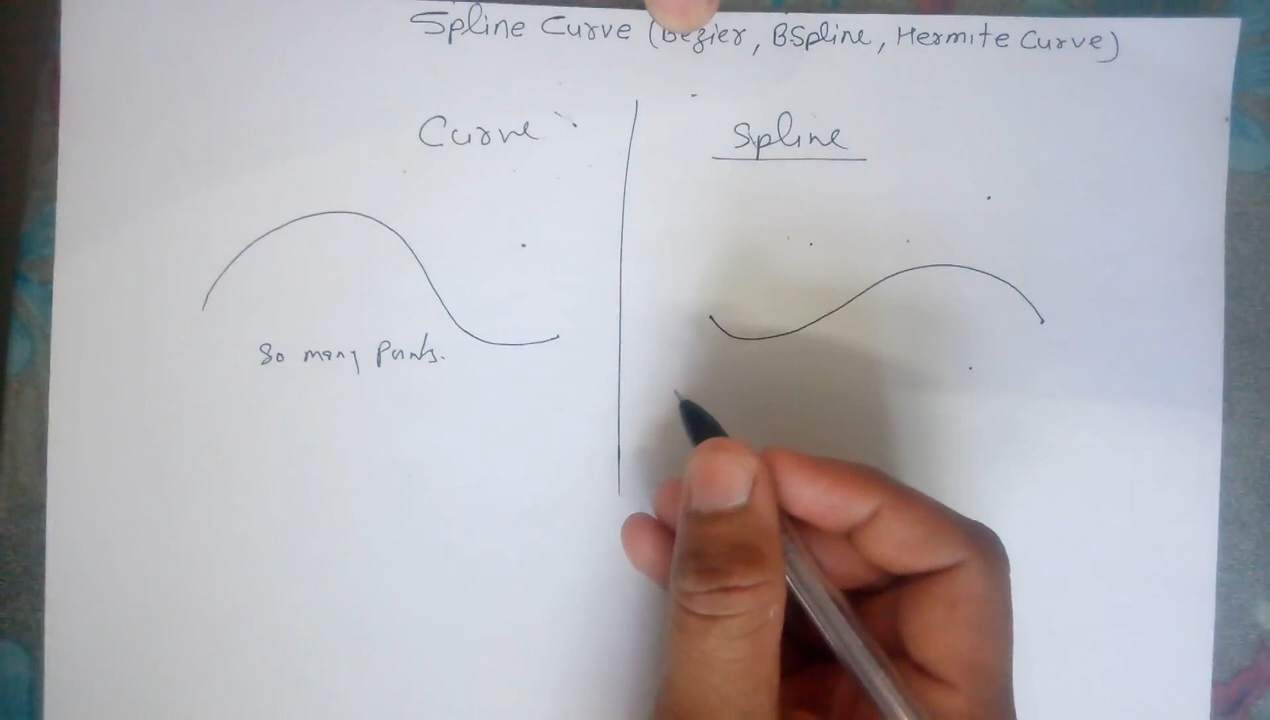 Spline Curve (Bezier, BSpline, Hermite Curve)
Curve
Spline
So many Points.